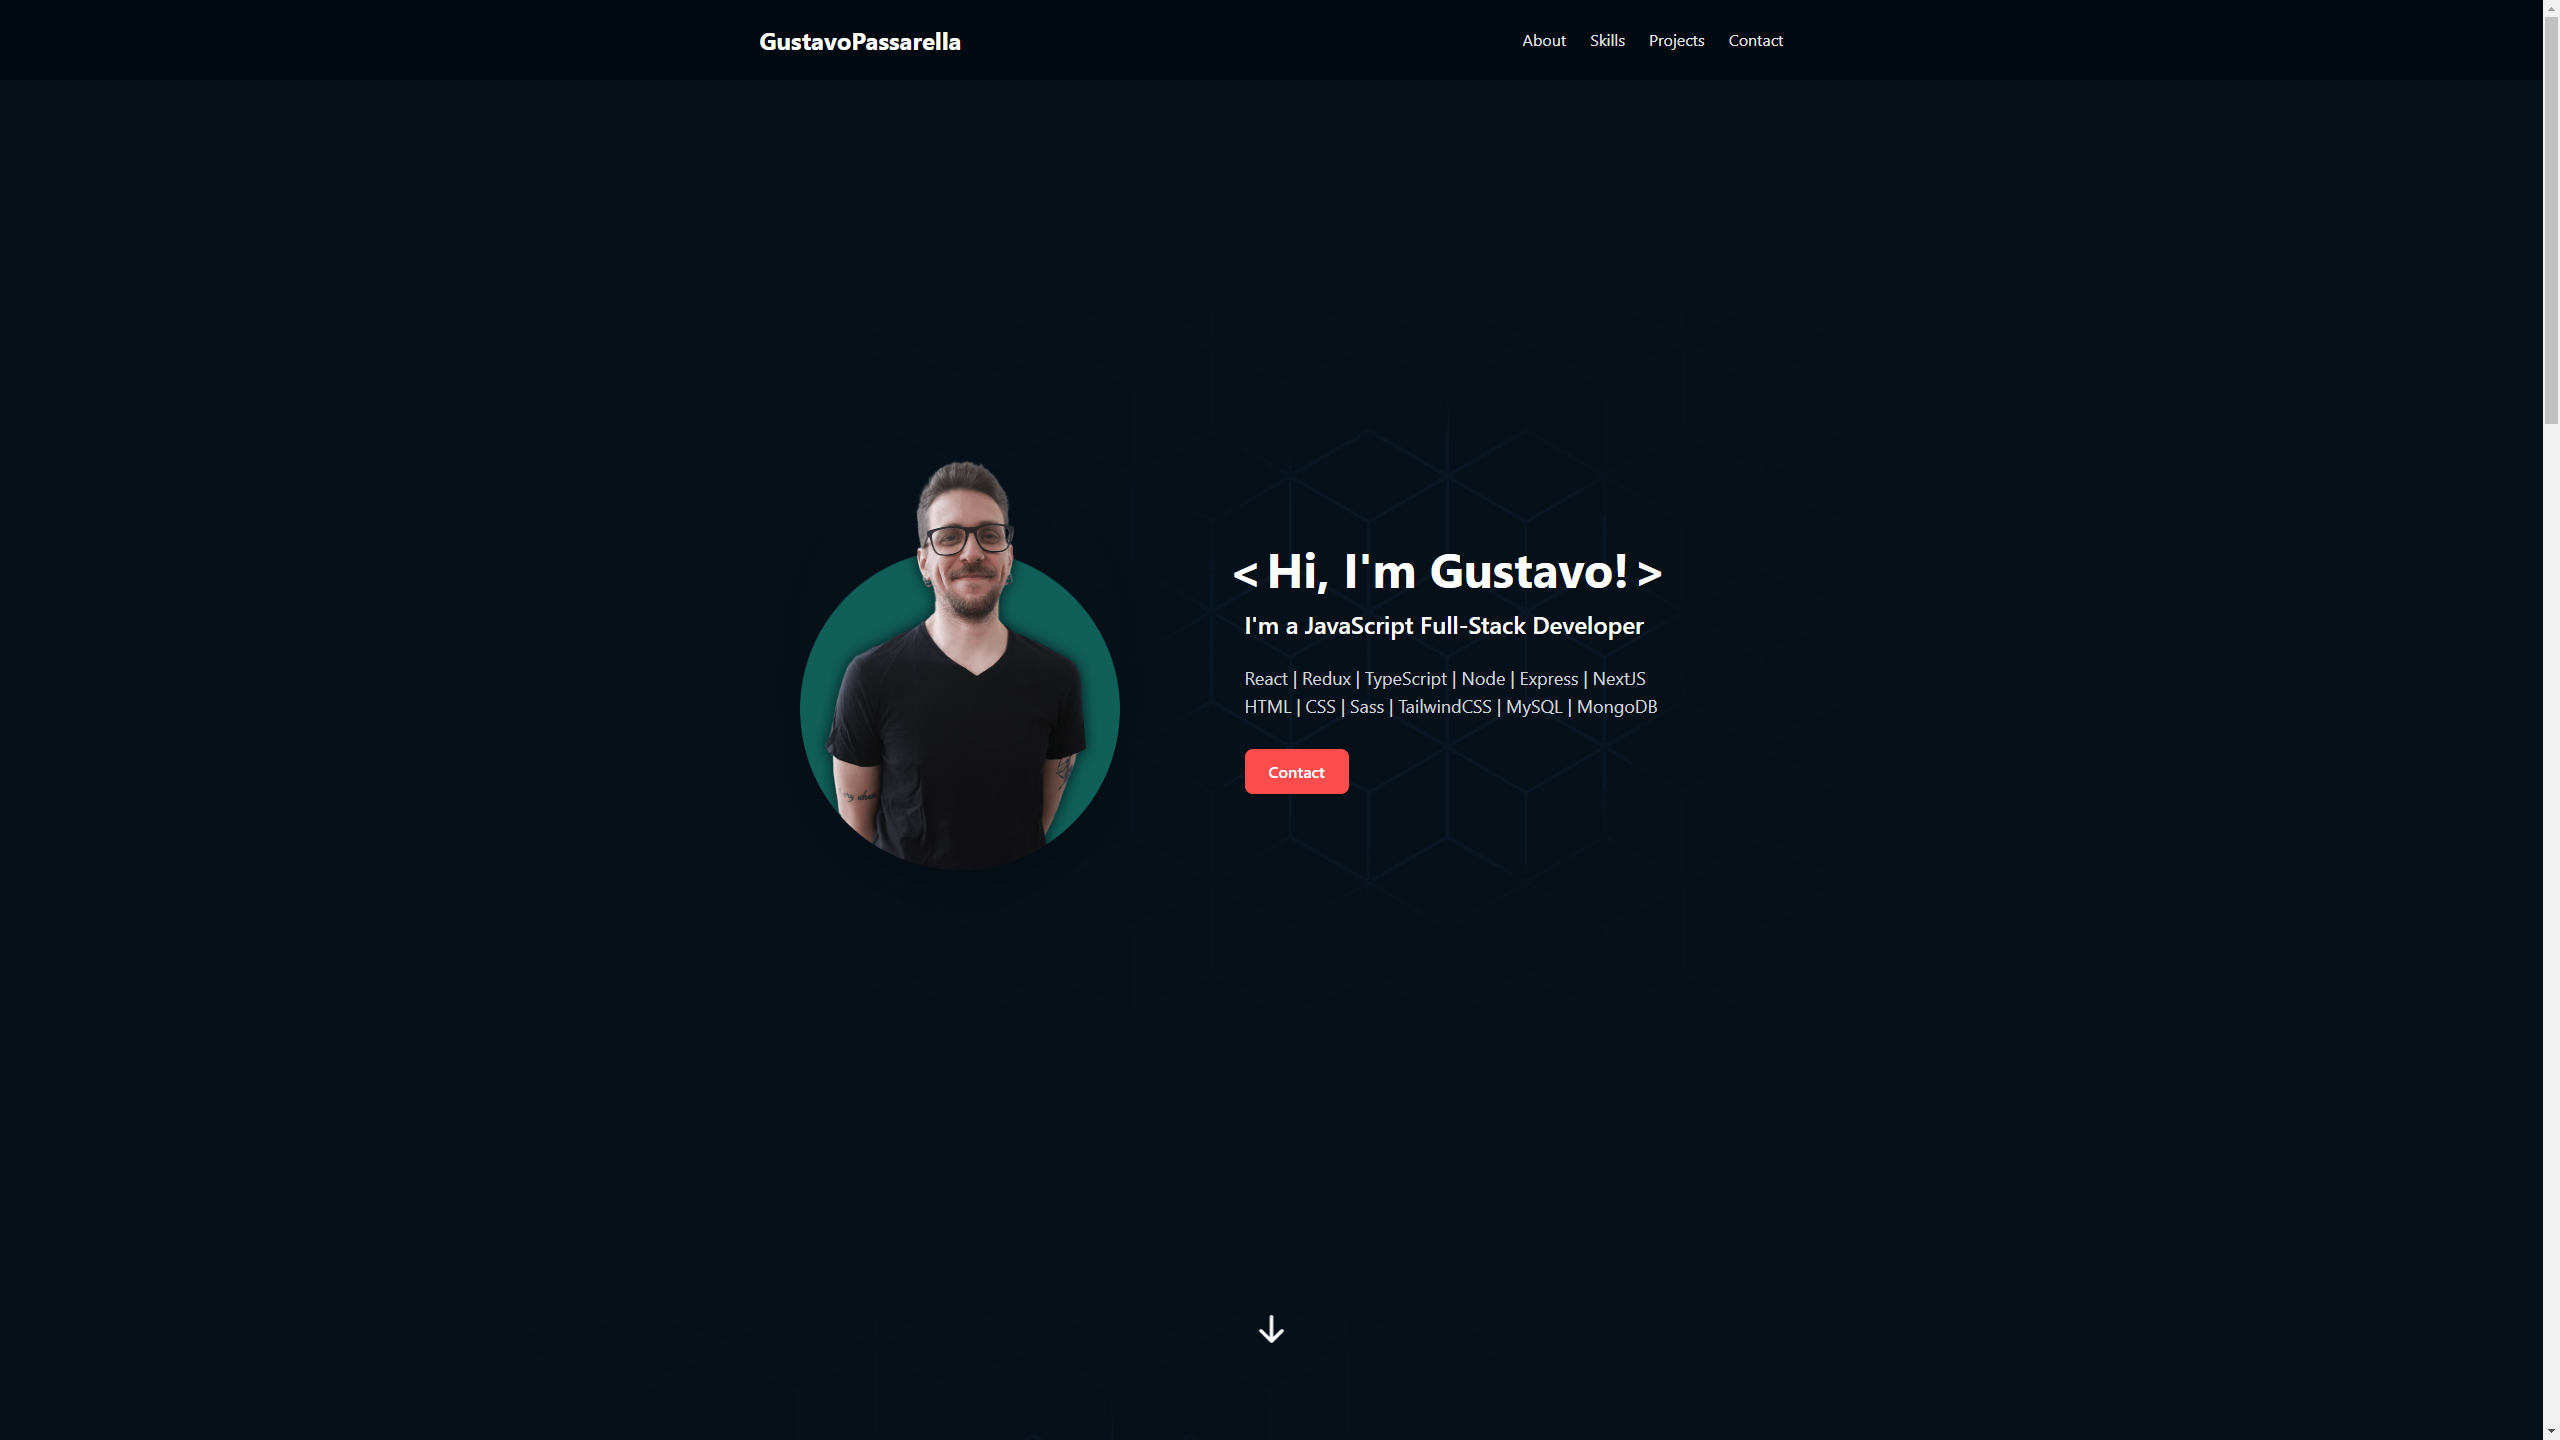 GustavoPassarella
About Skills Projects Contact
<Hi, I'm Gustavo!>
I'm a JavaScript Full-Stack Developer
React | Redux | TypeScript | Node | Express | NextJS
HTML | CSS | Sass | TailwindCSS | MySQL | MongoDB
Contact